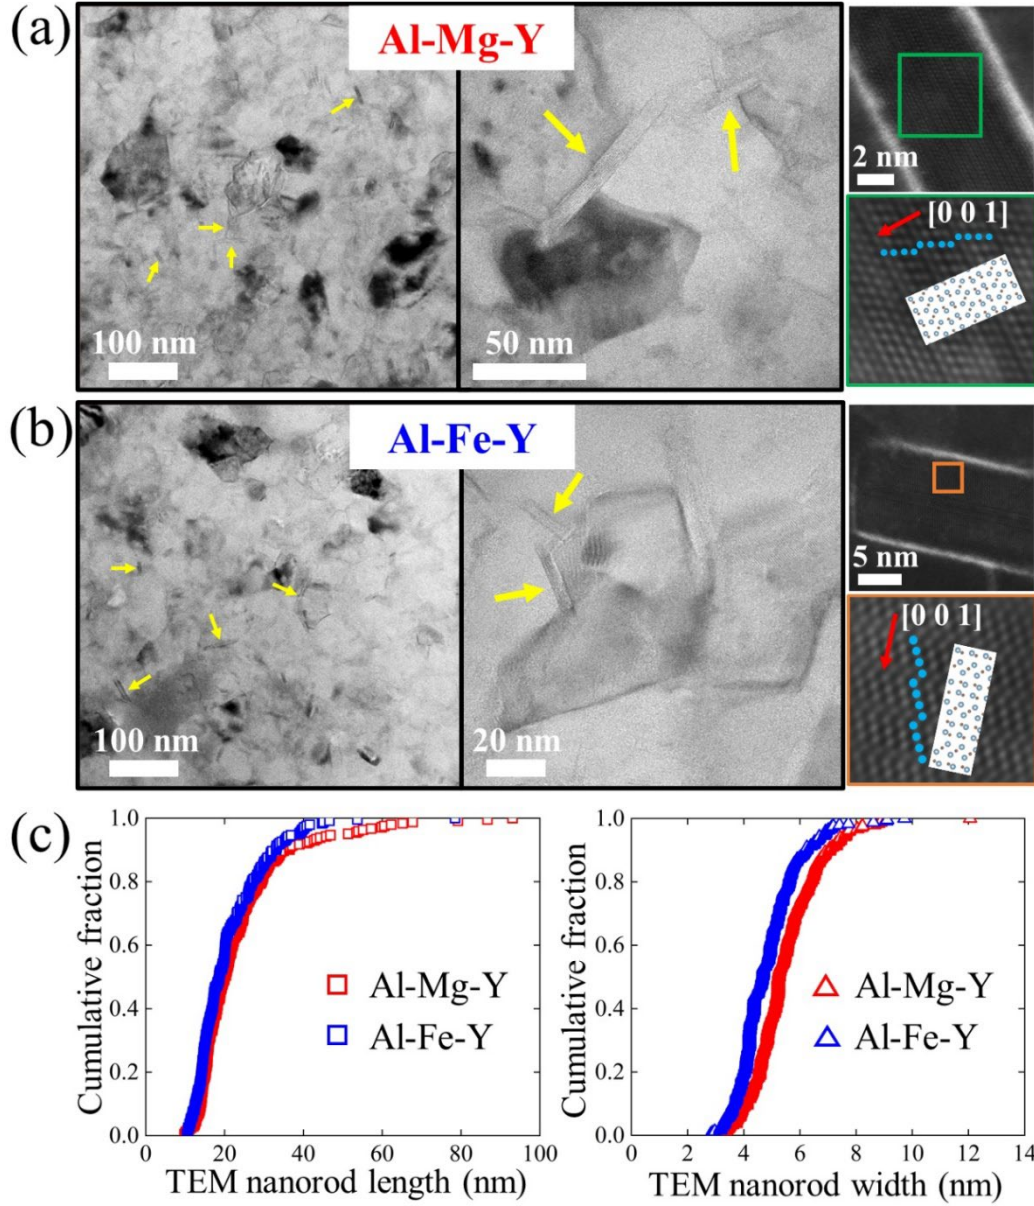 (a)
Al-Mg-Y
100 nm
50 nm
2 nm
[0 0 1]
(b)
Al-Fe-Y
100 nm
20 nm
5 nm
[0 0 1]
(c)
Cumulative fraction
1.0
0.8
0.6
0.4
0.2
0.0
Al-Mg-Y
Al-Fe-Y
0 20 40 60 80 100
TEM nanorod length (nm)
Cumulative fraction
1.0
0.8
0.6
0.4
0.2
0.0
Al-Mg-Y
Al-Fe-Y
0 2 4 6 8 10 12 14
TEM nanorod width (nm)